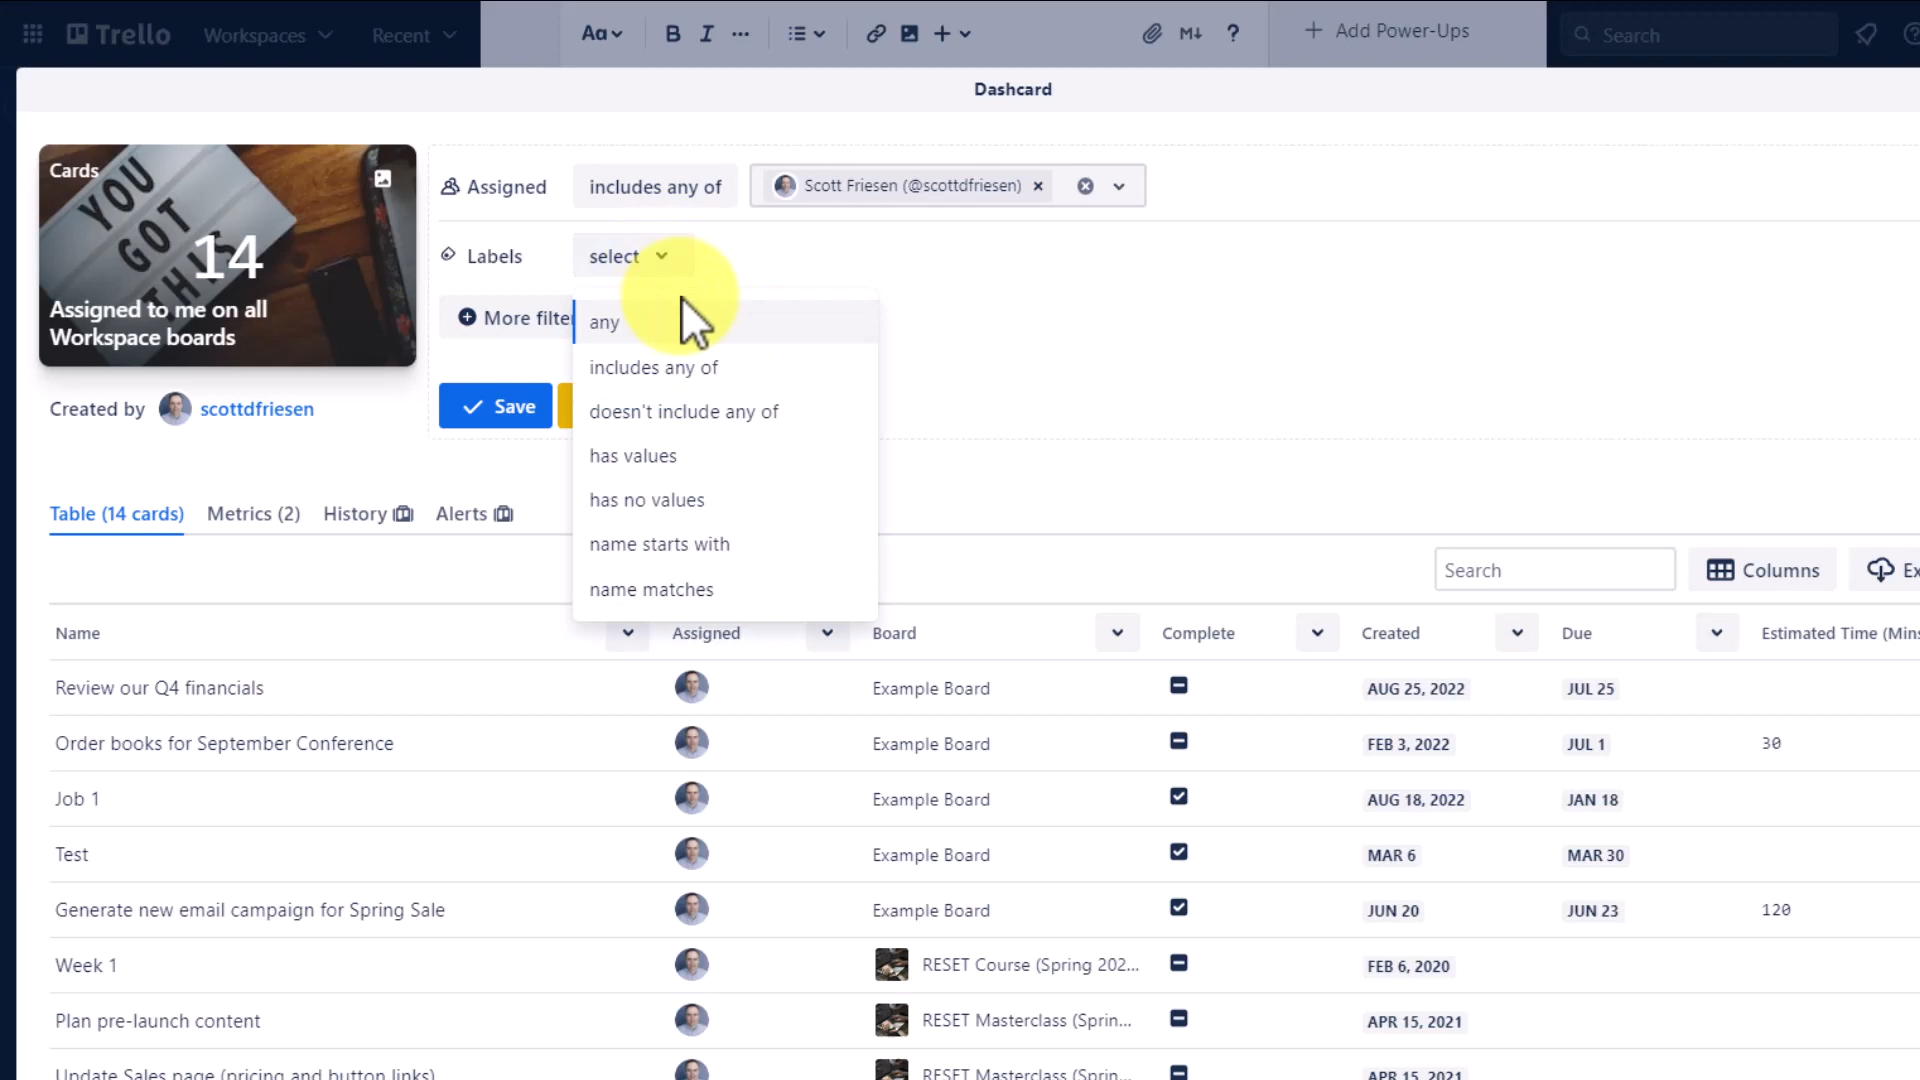 Trello Workspaces Recent Aa B I M Add Power-Ups Search
Dashcard
Cards
YOU
GOT
THIS
14
Assigned to me on all
Workspace boards
Created by scottdfriesen
Assigned includes any of Scott Friesen (@scottdfriesen)
Labels select
More filter
any
includes any of
doesn't include any of
has values
has no values
name starts with
name matches
Save
Table (14 cards) Metrics (2) History Alerts
Search Columns Ex
Name Assigned Board Complete Created Due Estimated Time (Mins
Review our Q4 financials Example Board AUG 25, 2022 JUL 25
Order books for September Conference Example Board FEB 3, 2022 JUL 1 30
Job 1 Example Board AUG 18, 2022 JAN 18
Test Example Board MAR 6 MAR 30
Generate new email campaign for Spring Sale Example Board JUN 20 JUN 23 120
Week 1 RESET Course (Spring 202... FEB 6, 2020
Plan pre-launch content RESET Masterclass (Sprin... APR 15, 2021
Update Sales page (pricing and button links) RESET Masterclass (Sprin... APR 15, 2021